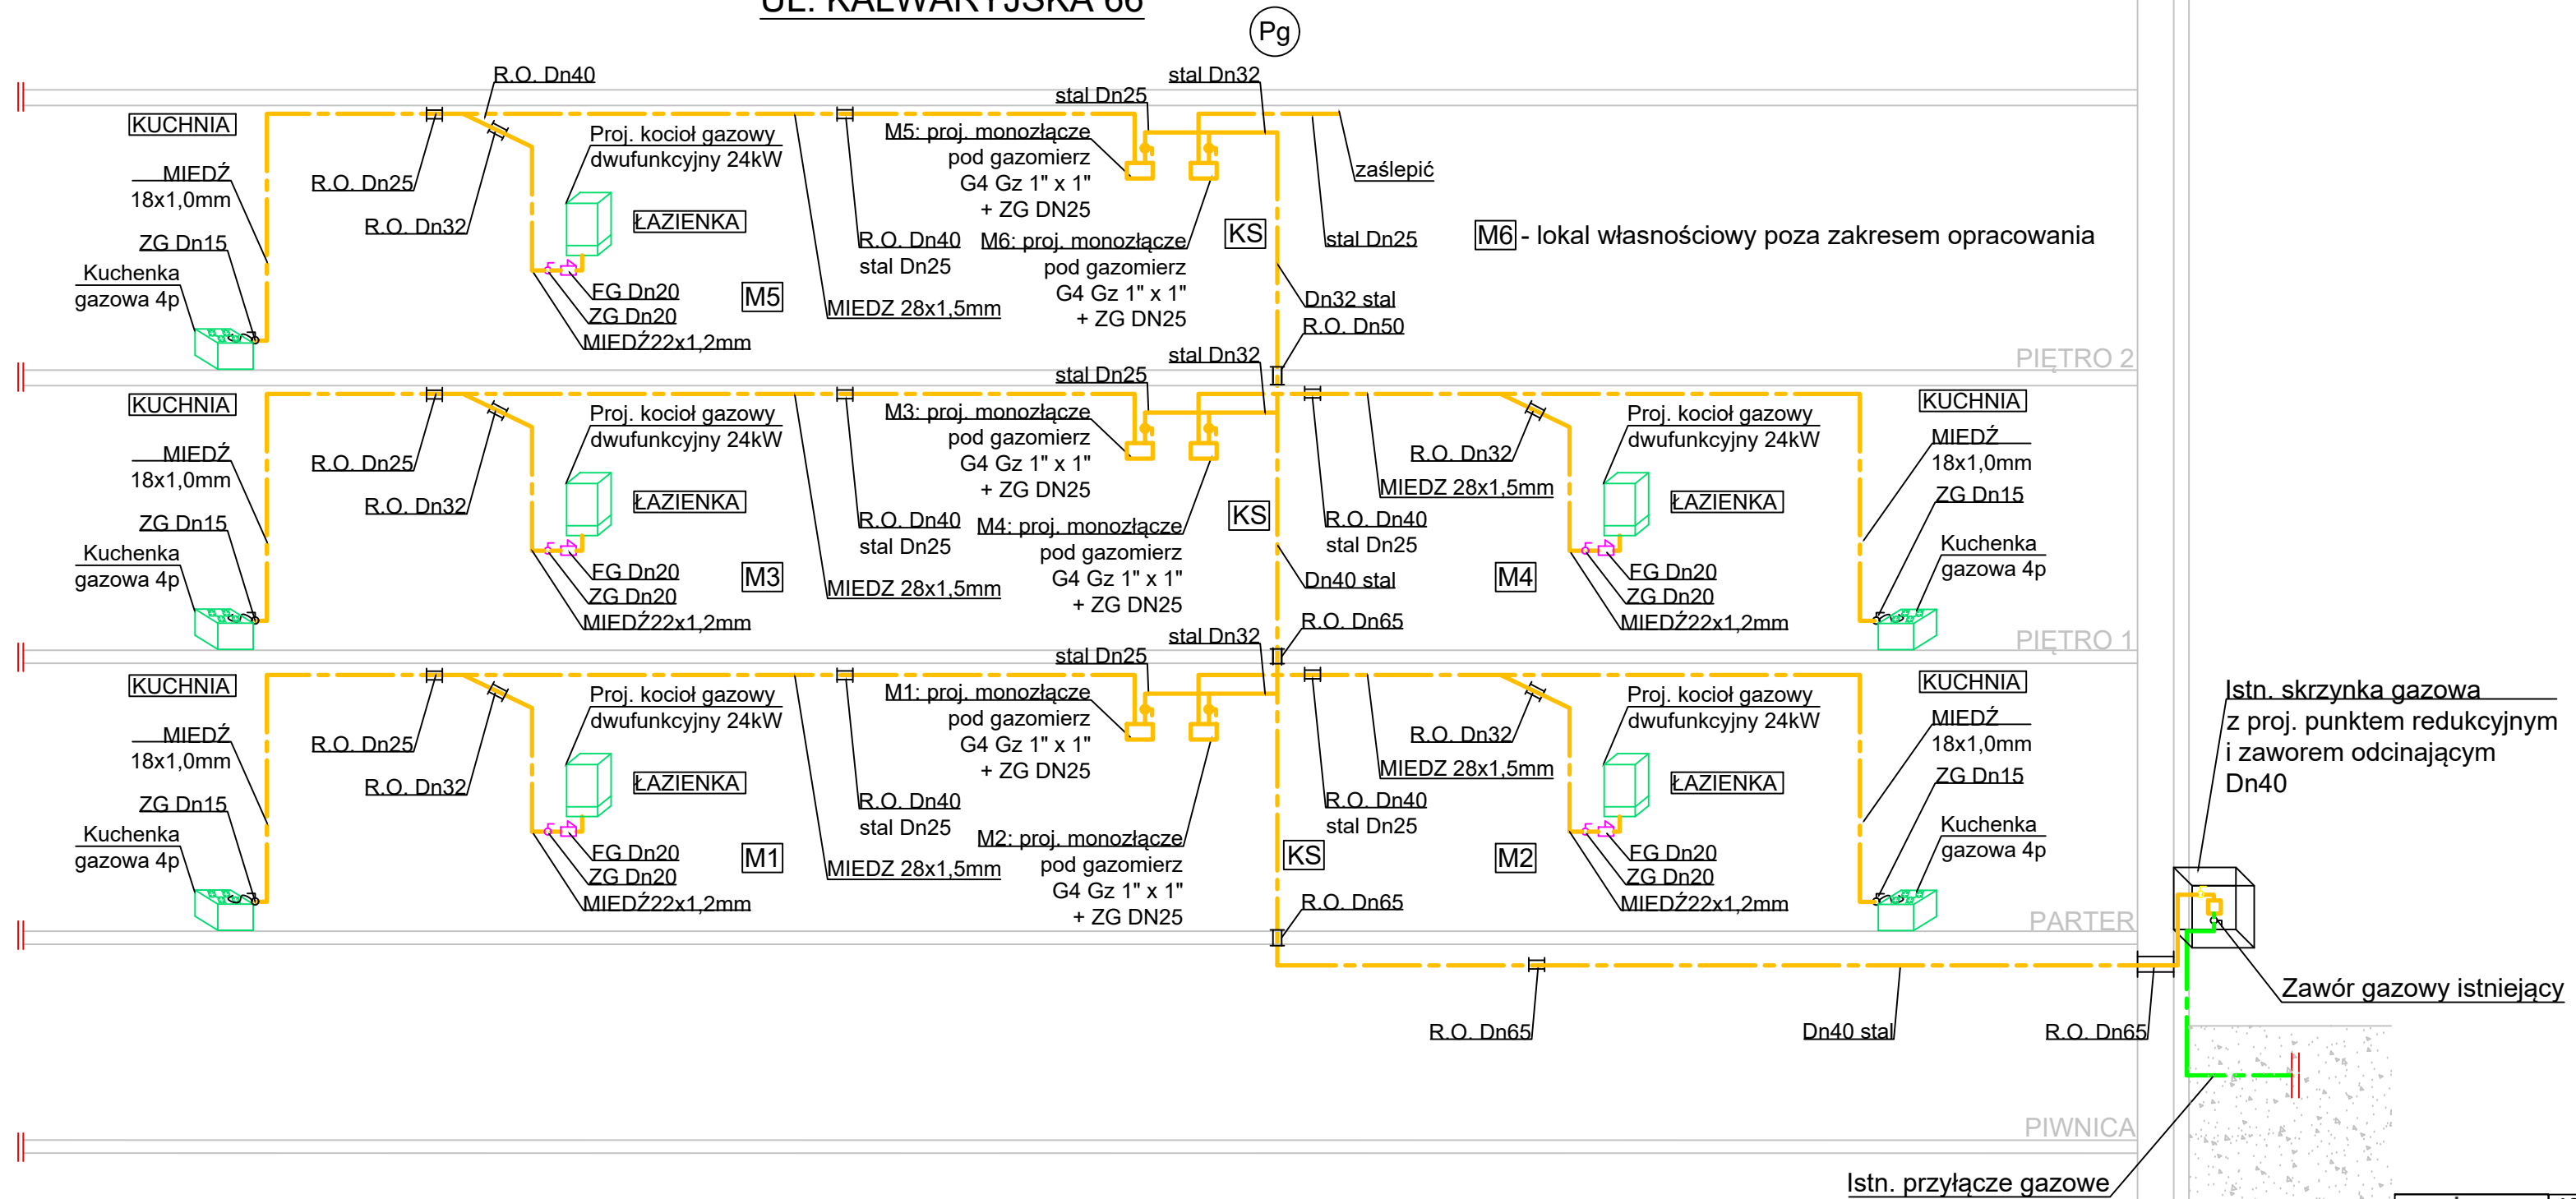 UL. KALWARYJSKA 66
Pg
R.O. Dn40
stal Dn32
stal Dn25
KUCHNIA
MIEDŹ
18x1,0mm
ZG Dn15
Kuchenka
gazowa 4p
R.O. Dn25
R.O. Dn32
Proj. kocioł gazowy
dwufunkcyjny 24kW
ŁAZIENKA
FG Dn20
ZG Dn20
MIEDŹ22x1,2mm
M5
MIEDZ 28x1,5mm
R.O. Dn40
stal Dn25
M5: proj. monozłącze
pod gazomierz
G4 Gz 1" x 1"
+ ZG DN25
M6: proj. monozłącze
pod gazomierz
G4 Gz 1" x 1"
+ ZG DN25
KS
zaślepić
stal Dn25
M6 - lokal własnościowy poza zakresem opracowania
Dn32 stal
R.O. Dn50
PIĘTRO 2
stal Dn32
stal Dn25
KUCHNIA
MIEDŹ
18x1,0mm
ZG Dn15
Kuchenka
gazowa 4p
R.O. Dn25
R.O. Dn32
Proj. kocioł gazowy
dwufunkcyjny 24kW
ŁAZIENKA
FG Dn20
ZG Dn20
MIEDŹ22x1,2mm
M3
MIEDZ 28x1,5mm
R.O. Dn40
stal Dn25
M3: proj. monozłącze
pod gazomierz
G4 Gz 1" x 1"
+ ZG DN25
M4: proj. monozłącze
pod gazomierz
G4 Gz 1" x 1"
+ ZG DN25
KS
Dn40 stal
R.O. Dn65
R.O. Dn40
stal Dn25
MIEDZ 28x1,5mm
R.O. Dn32
M4
Proj. kocioł gazowy
dwufunkcyjny 24kW
ŁAZIENKA
FG Dn20
ZG Dn20
MIEDŹ22x1,2mm
KUCHNIA
MIEDŹ
18x1,0mm
ZG Dn15
Kuchenka
gazowa 4p
PIĘTRO 1
stal Dn32
stal Dn25
KUCHNIA
MIEDŹ
18x1,0mm
ZG Dn15
Kuchenka
gazowa 4p
R.O. Dn25
R.O. Dn32
Proj. kocioł gazowy
dwufunkcyjny 24kW
ŁAZIENKA
FG Dn20
ZG Dn20
MIEDŹ22x1,2mm
M1
MIEDZ 28x1,5mm
R.O. Dn40
stal Dn25
M1: proj. monozłącze
pod gazomierz
G4 Gz 1" x 1"
+ ZG DN25
M2: proj. monozłącze
pod gazomierz
G4 Gz 1" x 1"
+ ZG DN25
KS
R.O. Dn65
R.O. Dn40
stal Dn25
MIEDZ 28x1,5mm
R.O. Dn32
M2
Proj. kocioł gazowy
dwufunkcyjny 24kW
ŁAZIENKA
FG Dn20
ZG Dn20
MIEDŹ22x1,2mm
KUCHNIA
MIEDŹ
18x1,0mm
ZG Dn15
Kuchenka
gazowa 4p
PARTER
Istn. skrzynka gazowa
z proj. punktem redukcyjnym
i zaworem odcinającym
Dn40
Zawór gazowy istniejący
R.O. Dn65
Dn40 stal
R.O. Dn65
PIWNICA
Istn. przyłącze gazowe